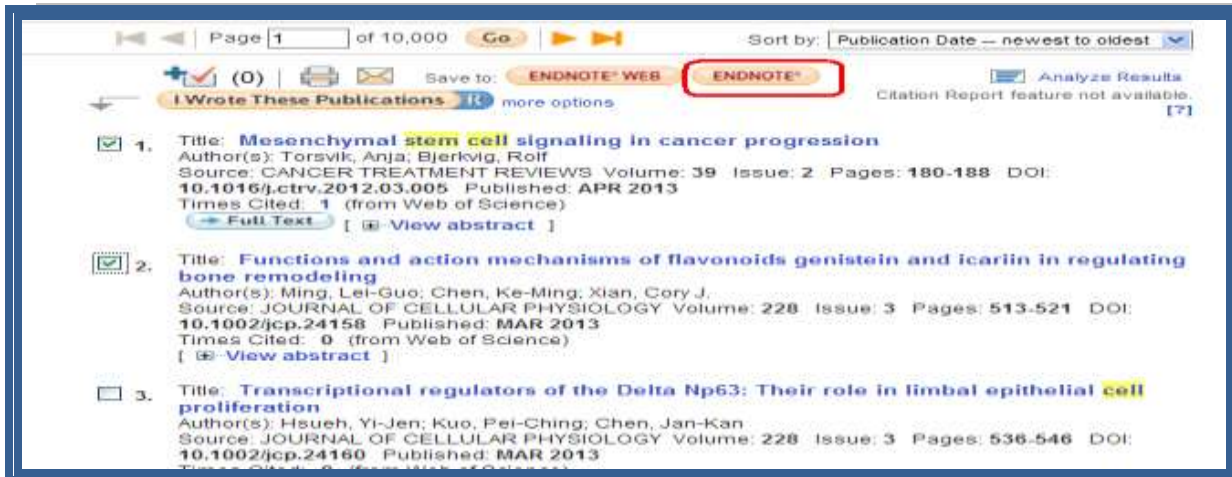 Page 1 of 10,000 Go Sort by: Publication Date -- newest to oldest
(0) Save to: ENDNOTE® WEB ENDNOTE® Analyze Results
I Wrote These Publications R more options Citation Report feature not available.
[?]
1. Title: Mesenchymal stem cell signaling in cancer progression
Author(s): Torsvik, Anja; Bjerkvig, Rolf
Source: CANCER TREATMENT REVIEWS Volume: 39 Issue: 2 Pages: 180-188 DOI:
10.1016/j.ctrv.2012.03.005 Published: APR 2013
Times Cited: 1 (from Web of Science)
Full Text [ View abstract ]
2. Title: Functions and action mechanisms of flavonoids genistein and icariin in regulating
bone remodeling
Author(s): Ming, Lei-Guo; Chen, Ke-Ming; Xian, Cory J.
Source: JOURNAL OF CELLULAR PHYSIOLOGY Volume: 228 Issue: 3 Pages: 513-521 DOI:
10.1002/jcp.24158 Published: MAR 2013
Times Cited: 0 (from Web of Science)
[ View abstract ]
3. Title: Transcriptional regulators of the Delta Np63: Their role in limbal epithelial cell
proliferation
Author(s): Hsueh, Yi-Jen; Kuo, Pei-Ching; Chen, Jan-Kan
Source: JOURNAL OF CELLULAR PHYSIOLOGY Volume: 228 Issue: 3 Pages: 536-546 DOI:
10.1002/jcp.24160 Published: MAR 2013